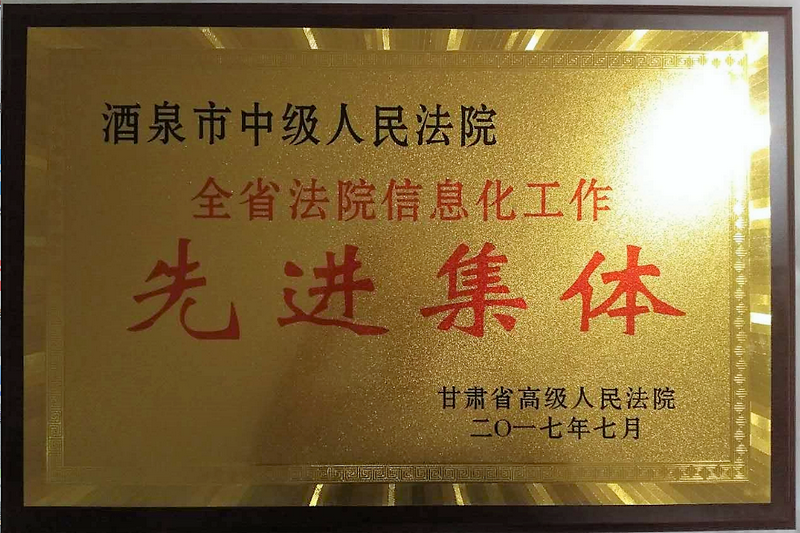 酒泉市中级人民法院
全省法院信息化工作
先进集体
甘肃省高级人民法院
二〇一七年七月